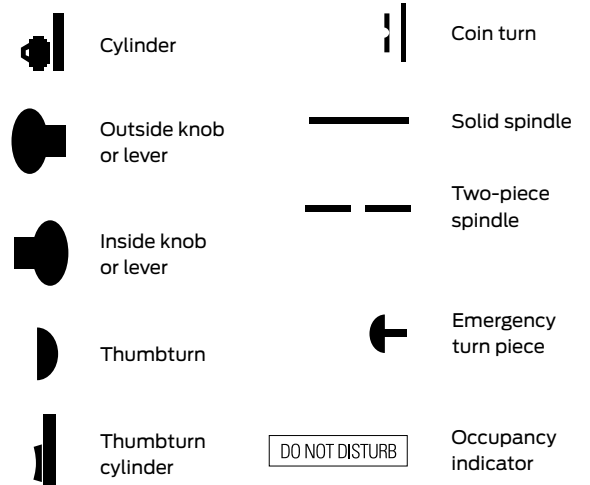 Cylinder
Outside knob
or lever
Inside knob
or lever
Thumbturn
Thumbturn
cylinder
Coin turn
Solid spindle
Two-piece
spindle
Emergency
turn piece
DO NOT DISTURB
Occupancy
indicator